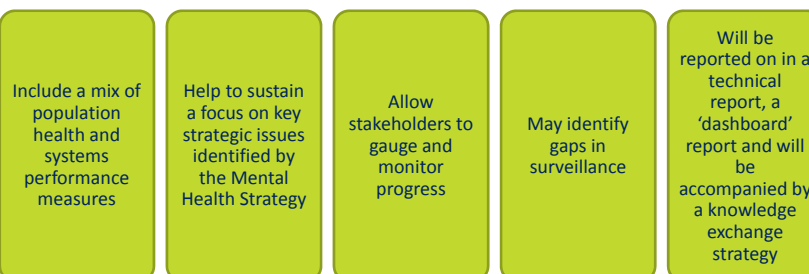 Include a mix of
population
health and
systems
performance
measures
Help to sustain
a focus on key
strategic issues
identified by
the Mental
Health Strategy
Allow
stakeholders to
gauge and
monitor
progress
May identify
gaps in
surveillance
Will be
reported on in a
technical
report, a
‘dashboard’
report and will
be
accompanied by
a knowledge
exchange
strategy